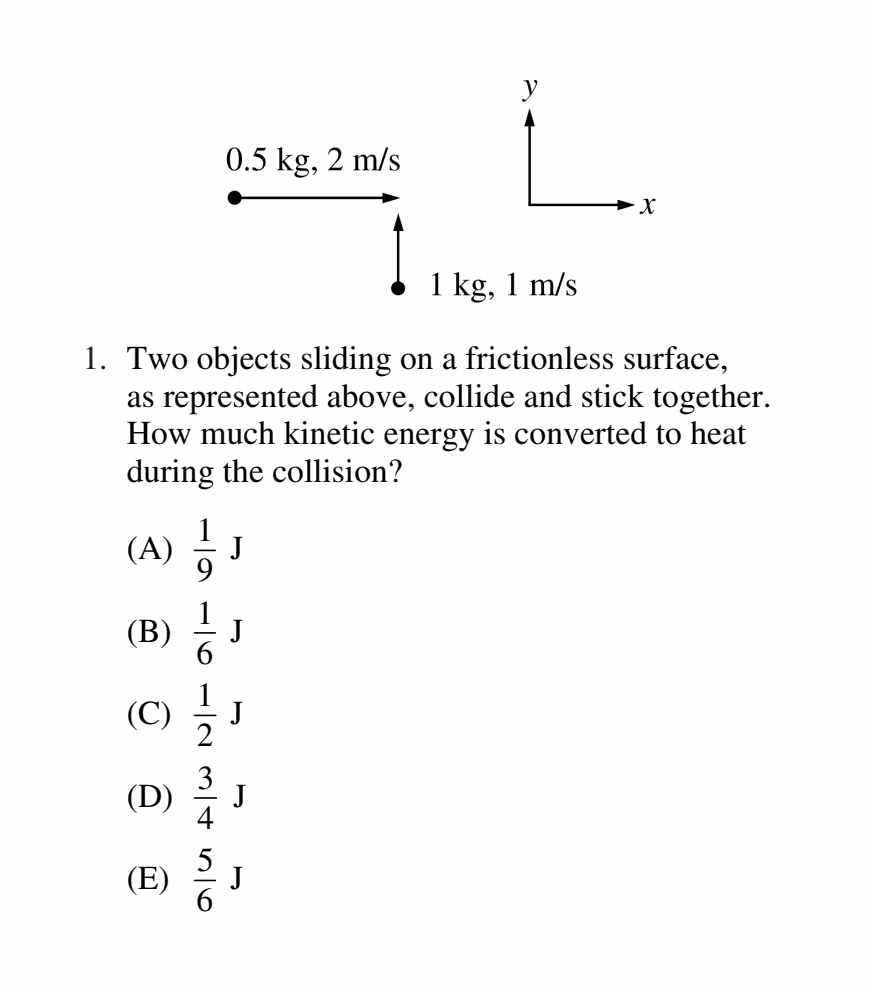 y
0.5 kg, 2 m/s
x
1 kg, 1 m/s
1. Two objects sliding on a frictionless surface,
as represented above, collide and stick together.
How much kinetic energy is converted to heat
during the collision?
(A) 1/9 J
(B) 1/6 J
(C) 1/2 J
(D) 3/4 J
(E) 5/6 J